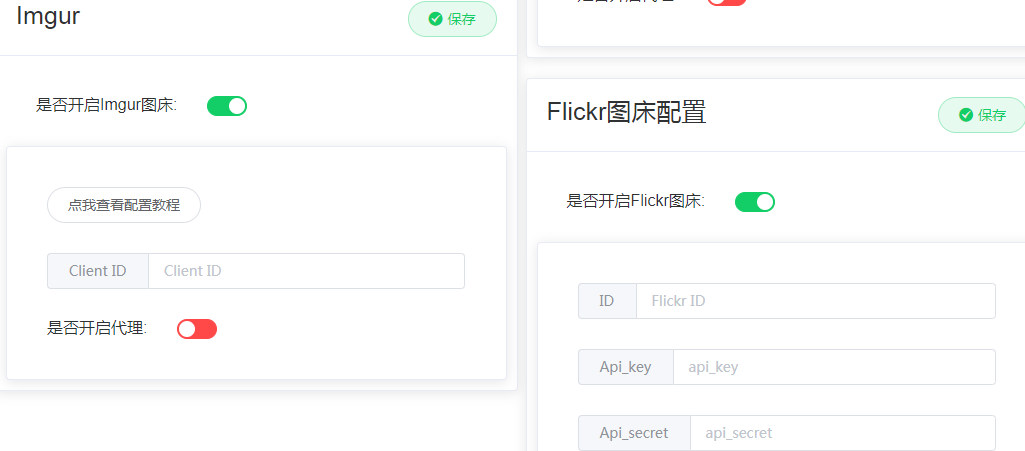 Imgur
保存
是否开启Imgur图床:
点我查看配置教程
Client ID
Client ID
是否开启代理:
Flickr图床配置
保存
是否开启Flickr图床:
ID
Flickr ID
Api_key
api_key
Api_secret
api_secret